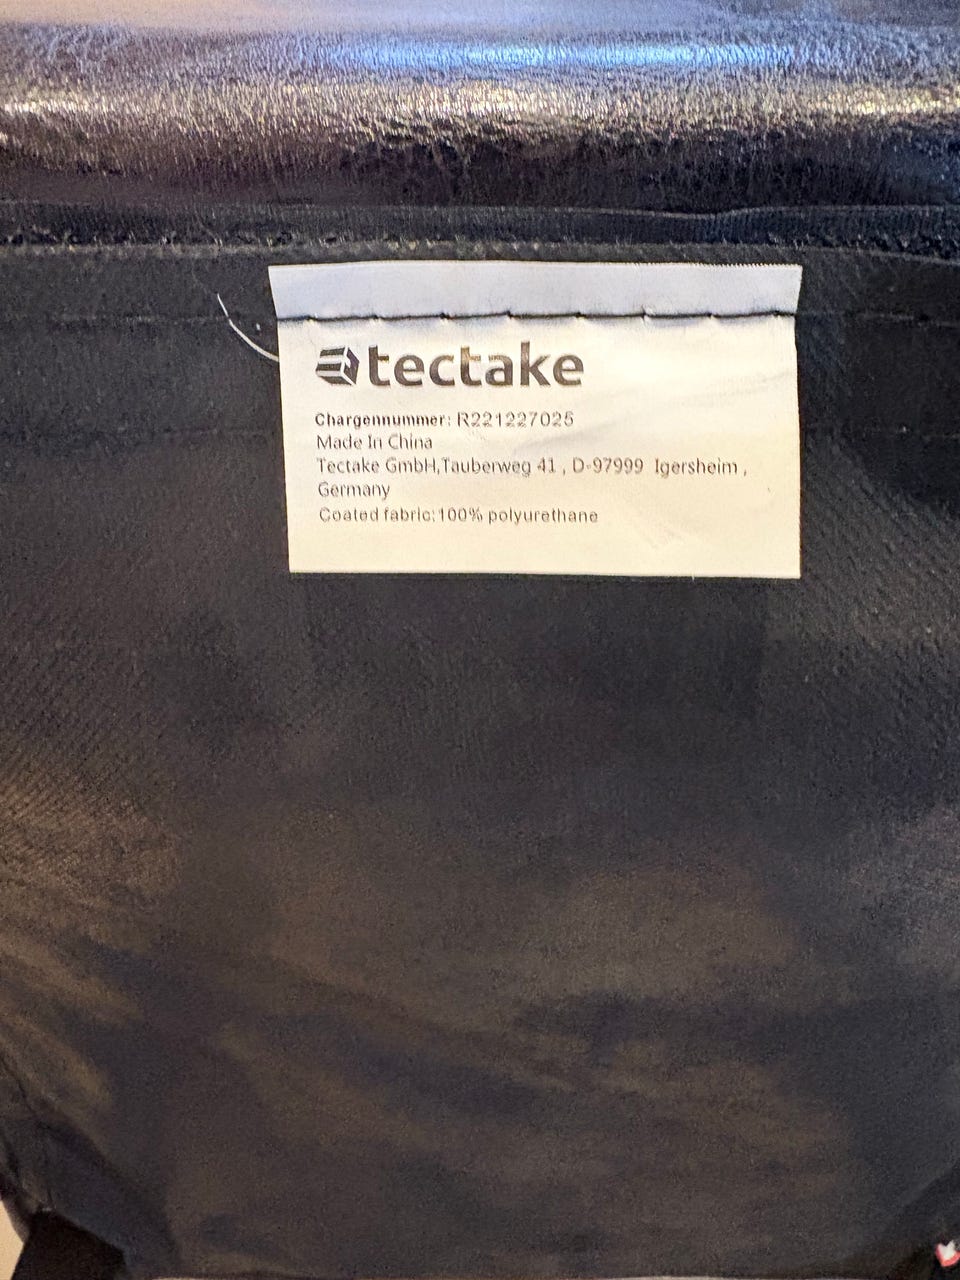 tectake
Chargennummer: R221227025
Made In China
Tectake GmbH,Tauberweg 41 , D-97999 Igersheim ,
Germany
Coated fabric:100% polyurethane